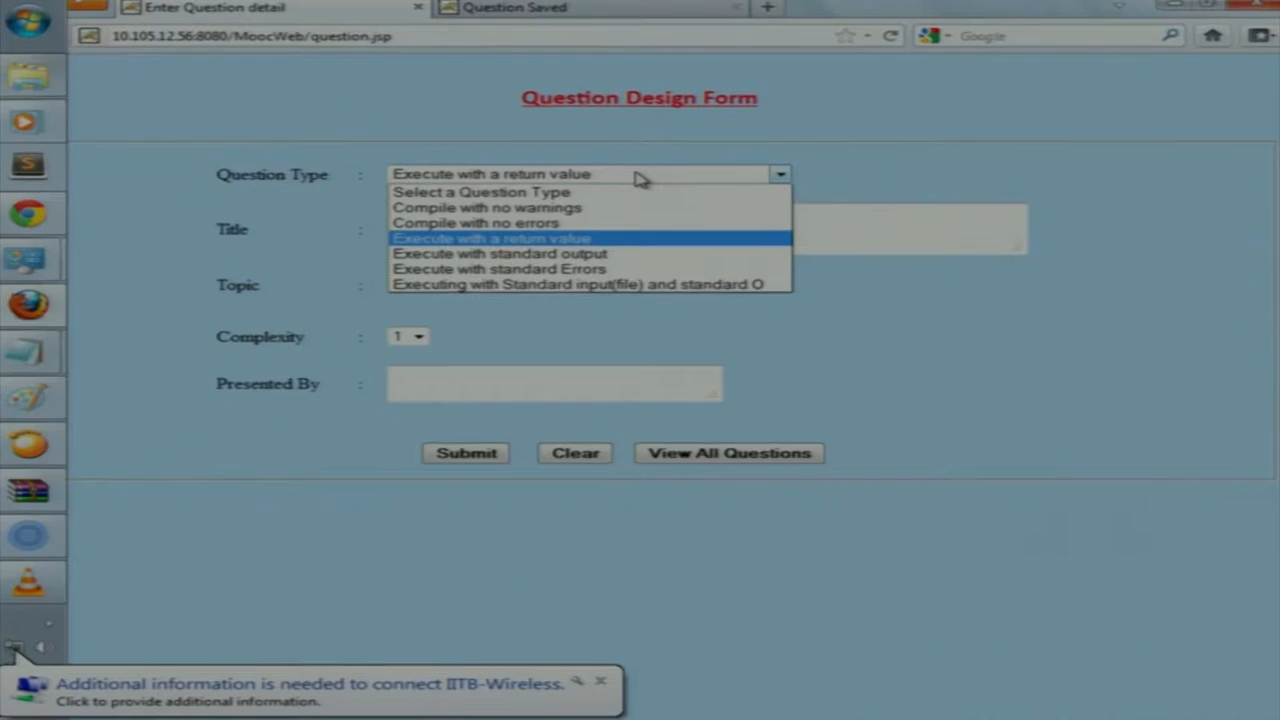 Enter Question detail
Question Saved
10.105.12.56:8080/MoocWeb/question.jsp
Google
Question Design Form
Question Type : Execute with a return value
Select a Question Type
Compile with no warnings
Compile with no errors
Execute with a return value
Execute with standard output
Execute with standard Errors
Executing with Standard input(file) and standard O
Title :
Topic :
Complexity : 1
Presented By :
Submit
Clear
View All Questions
Additional information is needed to connect IITB-Wireless.
Click to provide additional information.